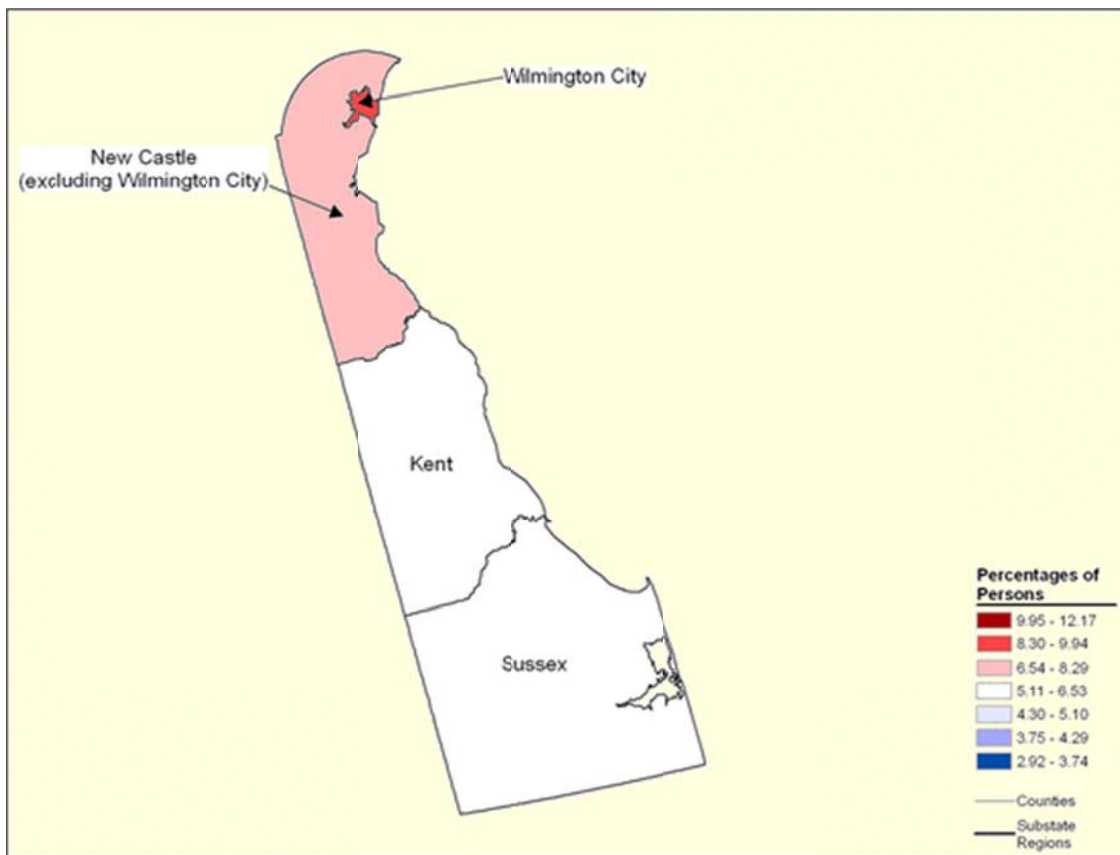 Wilmington City
New Castle
(excluding Wilmington City)
Kent
Sussex
Percentages of
Persons
9.95 - 12.17
8.30 - 9.94
6.54 - 8.29
5.11 - 6.53
4.30 - 5.10
3.75 - 4.29
2.92 - 3.74
Counties
Substate
Regions